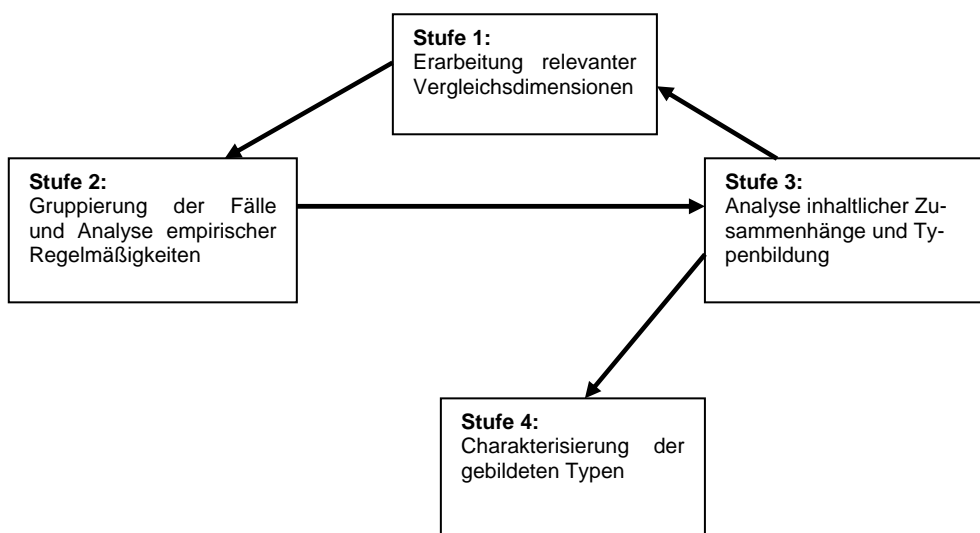 Stufe 1:
Erarbeitung relevanter
Vergleichsdimensionen
Stufe 2:
Gruppierung der Fälle
und Analyse empirischer
Regelmäßigkeiten
Stufe 3:
Analyse inhaltlicher Zu-
sammenhänge und Ty-
penbildung
Stufe 4:
Charakterisierung der
gebildeten Typen